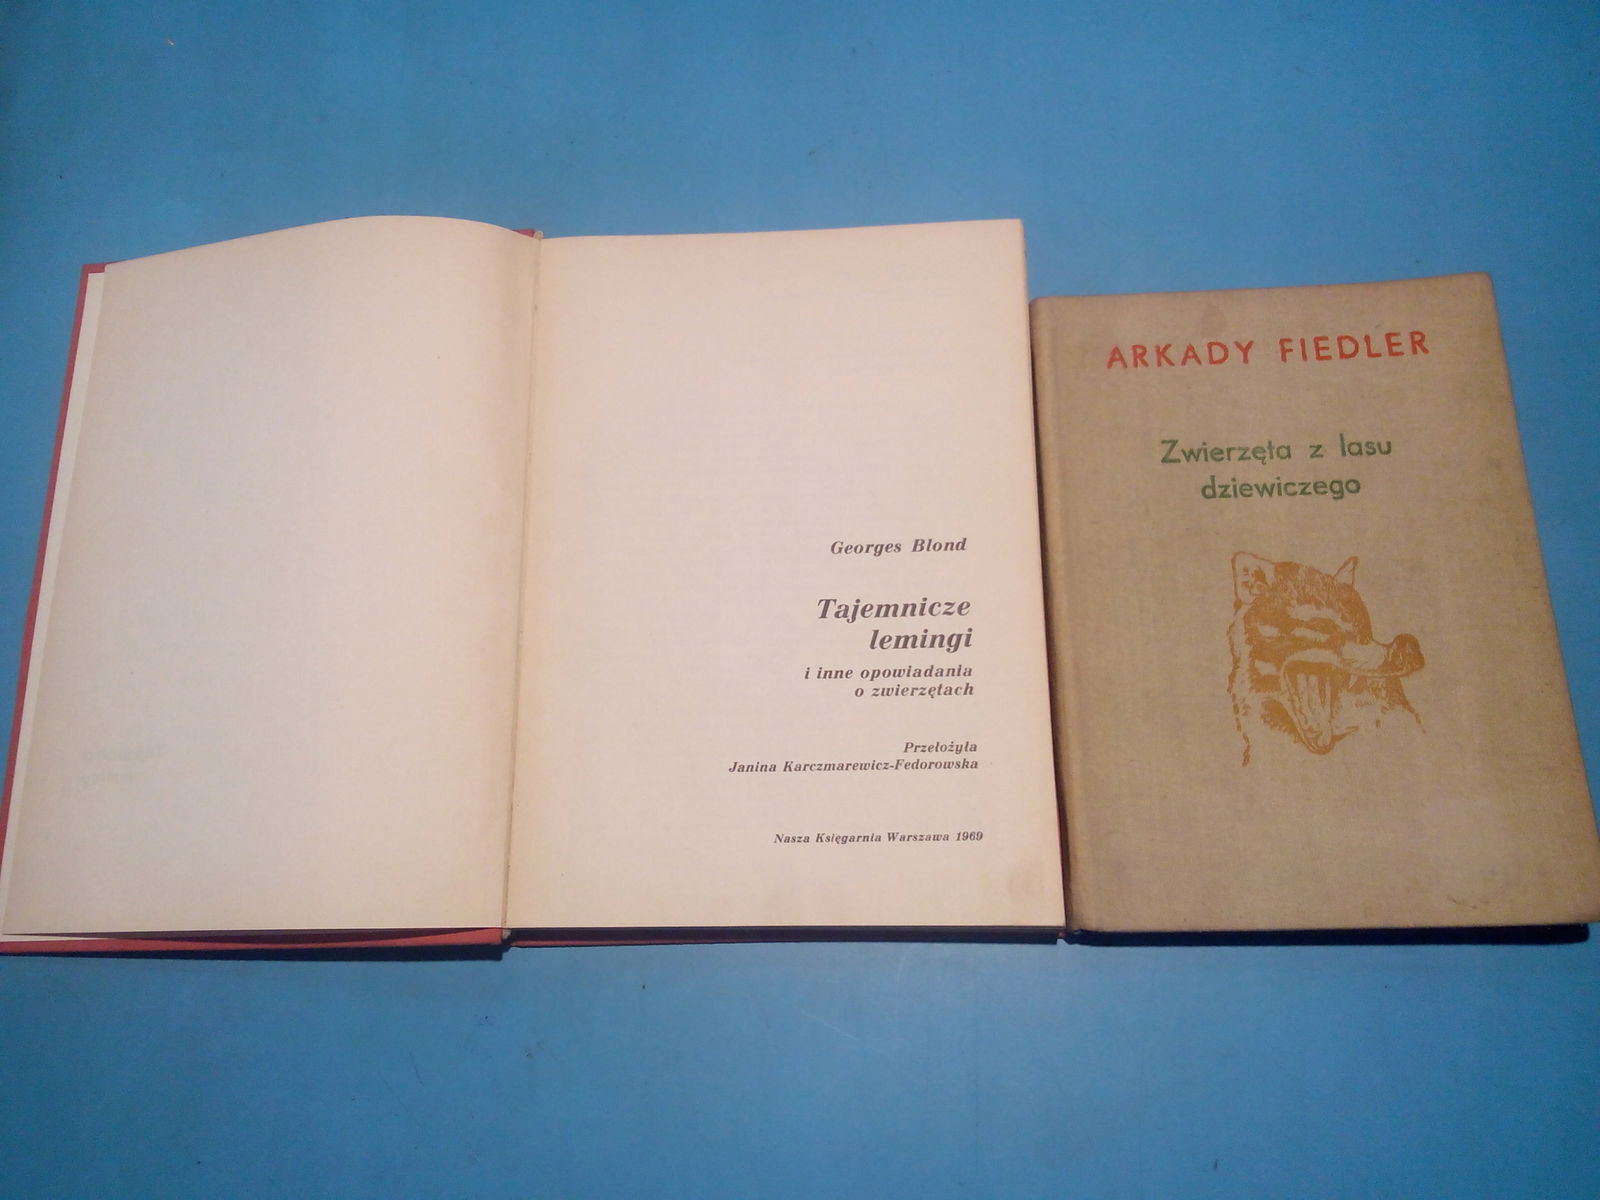 Georges Blond
Tajemnicze
lemingi
i inne opowiadania
o zwierzętach
Przełożyła
Janina Karczmarewicz-Fedorowska
Nasza Księgarnia Warszawa 1969
ARKADY FIEDLER
Zwierzęta z lasu
dziewiczego